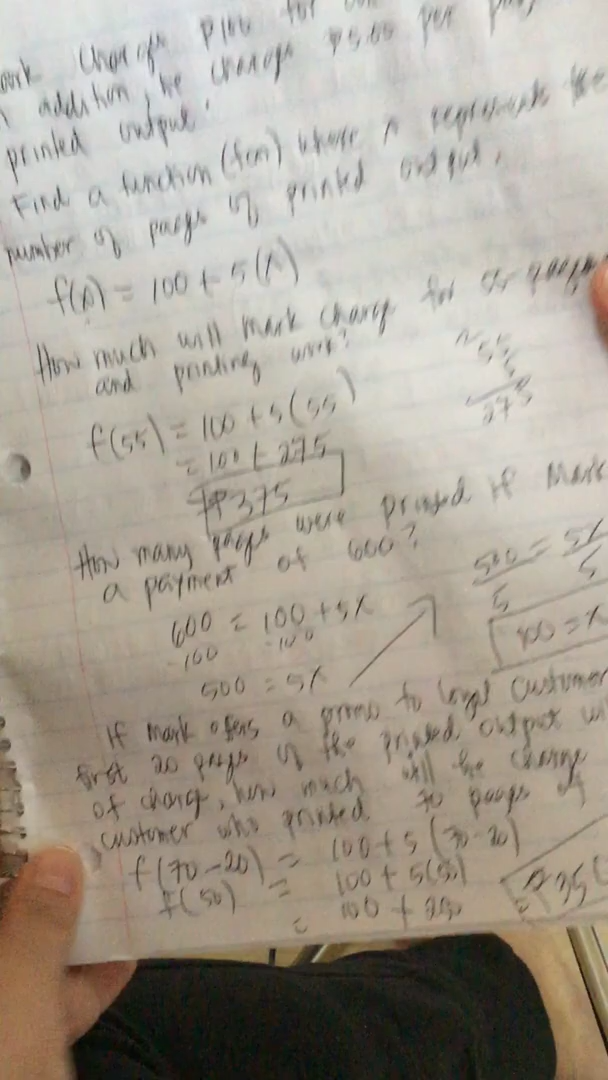 charge P100 for
addition, he charges P5.00 per
printed output.
Find a function (f(x)) where x represents the
number of pages of printed output.
f(x) = 100 + 5(x)
How much will mark charge for 55 pages
and printing work?
55
5
275
f(55) = 100 + 5(55)
= 100 + 275
₱375
How many pages were printed if Mark
a payment of 600?
600 = 100 + 5x
-100 -100
500 = 5x
500 = 5x
5 5
100 = x
If Mark offers a promo to loyal customer
first 20 pages of the printed output
of charge, how much will he charge
customer who printed 70 pages of
f(70-20) = 100 + 5(70-20)
f(50) = 100 + 5(50)
= 100 + 250
= ₱35